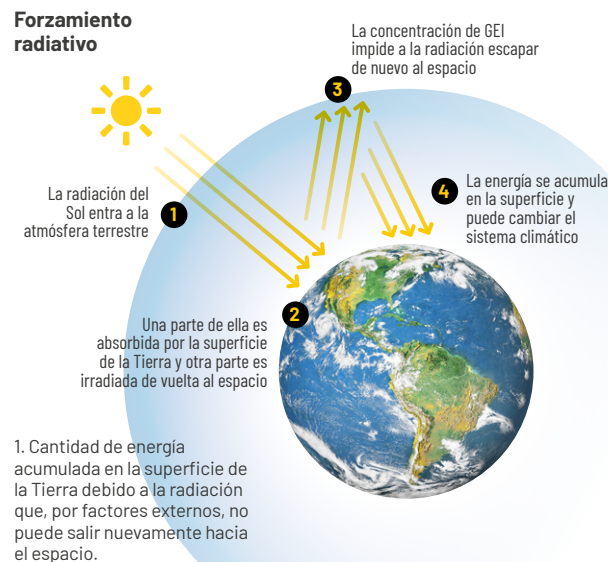 Forzamiento
radiativo
La concentración de GEI
impide a la radiación escapar
de nuevo al espacio
3
La radiación del
Sol entra a la
atmósfera terrestre
1
4
La energía se acumula
en la superficie y
puede cambiar el
sistema climático
2
Una parte de ella es
absorbida por la superficie
de la Tierra y otra parte es
irradiada de vuelta al espacio
1. Cantidad de energía
acumulada en la superficie de
la Tierra debido a la radiación
que, por factores externos, no
puede salir nuevamente hacia
el espacio.